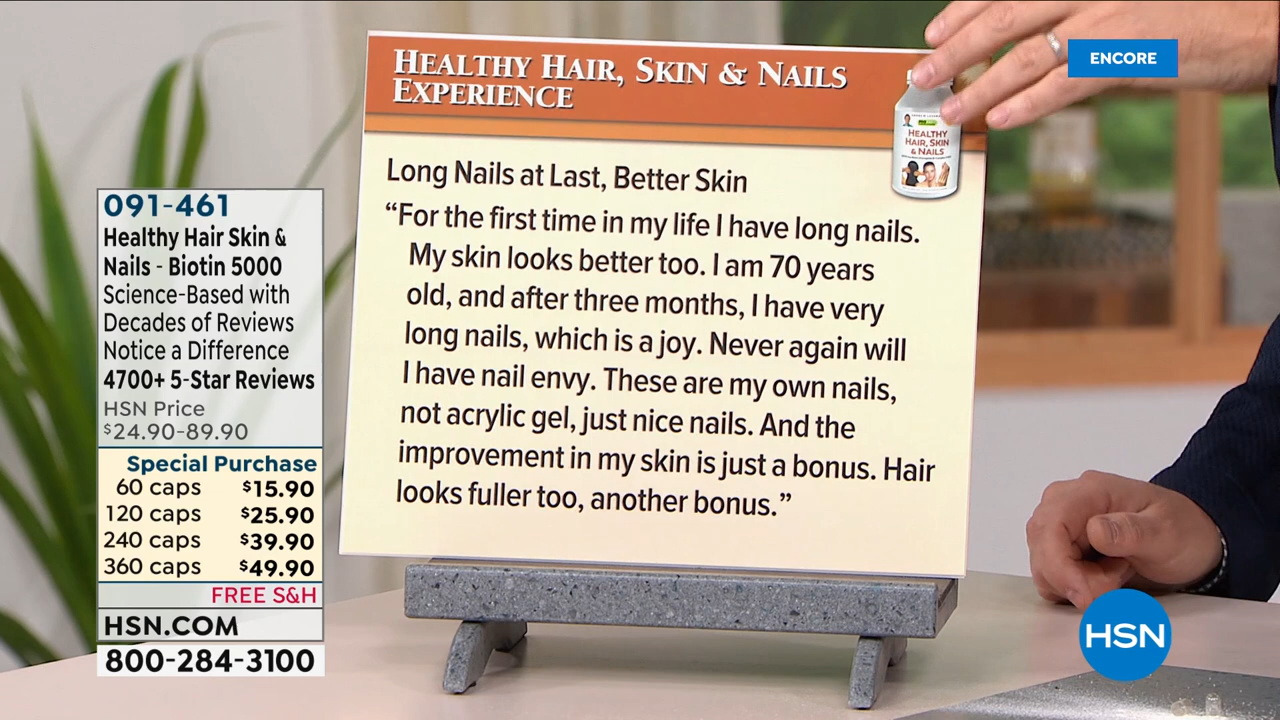 ENCORE
HEALTHY HAIR, SKIN & NAILS
EXPERIENCE
HEALTHY
HAIR, SKIN
& NAILS
Long Nails at Last, Better Skin
“For the first time in my life I have long nails.
My skin looks better too. I am 70 years
old, and after three months, I have very
long nails, which is a joy. Never again will
I have nail envy. These are my own nails,
not acrylic gel, just nice nails. And the
improvement in my skin is just a bonus. Hair
looks fuller too, another bonus.”
091-461
Healthy Hair Skin &
Nails - Biotin 5000
Science-Based with
Decades of Reviews
Notice a Difference
4700+ 5-Star Reviews
HSN Price
$24.90-89.90
Special Purchase
60 caps $15.90
120 caps $25.90
240 caps $39.90
360 caps $49.90
FREE S&H
HSN.COM
800-284-3100
HSN